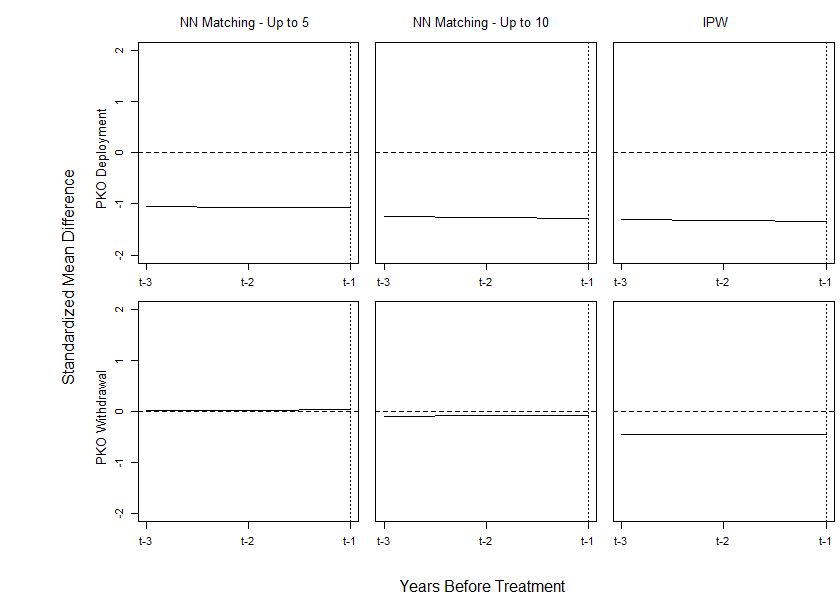 NN Matching - Up to 5
NN Matching - Up to 10
IPW
Standardized Mean Difference
PKO Deployment
2
1
0
-1
-2
t-3
t-2
t-1
t-3
t-2
t-1
t-3
t-2
t-1
PKO Withdrawal
2
1
0
-1
-2
t-3
t-2
t-1
t-3
t-2
t-1
t-3
t-2
t-1
Years Before Treatment